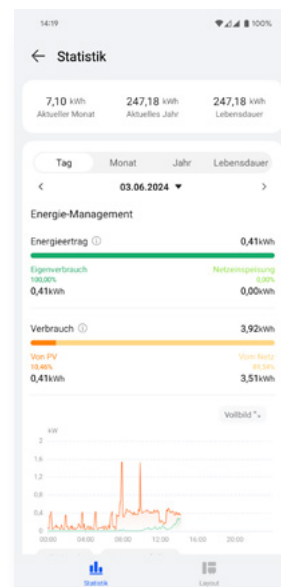 14:19
100%
Statistik
7,10 kWh 247,18 kWh 247,18 kWh
Aktueller Monat Aktuelles Jahr Lebensdauer
Tag Monat Jahr Lebensdauer
03.06.2024
Energie-Management
Energieertrag 0,41kWh
Eigenverbrauch Netzeinspeisung
100,00% 0,00%
0,41kWh 0,00kWh
Verbrauch 3,92kWh
Von PV Vom Netz
10,46% 89,54%
0,41kWh 3,51kWh
Vollbild
kW
2
1,6
1,2
0,8
0,4
0
00:00 04:00 08:00 12:00 16:00 20:00
Statistik Layout